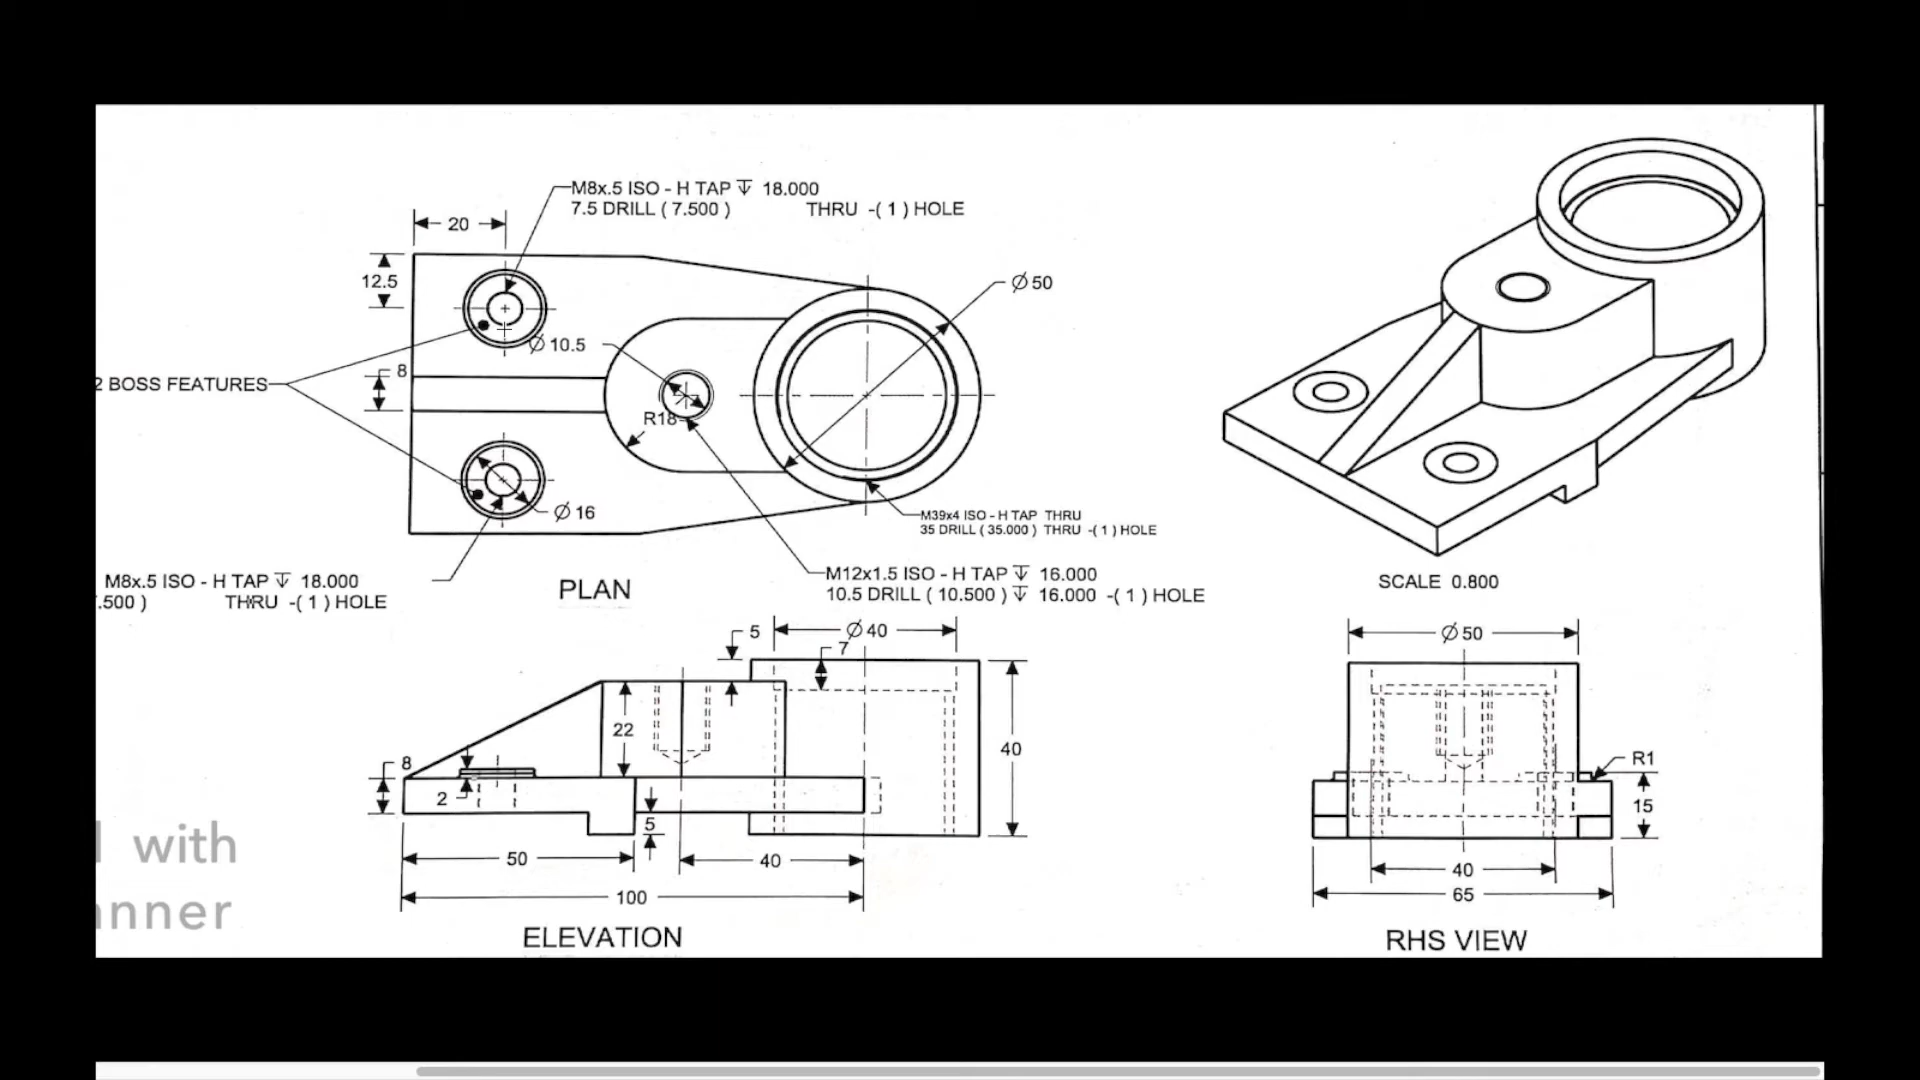 M8x.5 ISO - H TAP ↧ 18.000
7.5 DRILL ( 7.500 ) THRU -( 1 ) HOLE
20
12.5
Ø 50
Ø 10.5
8
2 BOSS FEATURES
R18
Ø 16
M39x4 ISO - H TAP THRU
35 DRILL ( 35.000 ) THRU -( 1 ) HOLE
M8x.5 ISO - H TAP ↧ 18.000
.500 ) THRU -( 1 ) HOLE
PLAN
M12x1.5 ISO - H TAP ↧ 16.000
10.5 DRILL ( 10.500 ) ↧ 16.000 -( 1 ) HOLE
SCALE 0.800
5
Ø 40
7
22
40
8
2
5
50
40
100
ELEVATION
Ø 50
R1
15
40
65
RHS VIEW
with
nner